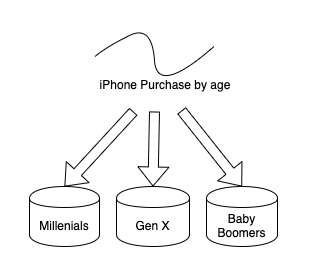 iPhone Purchase by age
Millenials
Gen X
Baby
Boomers